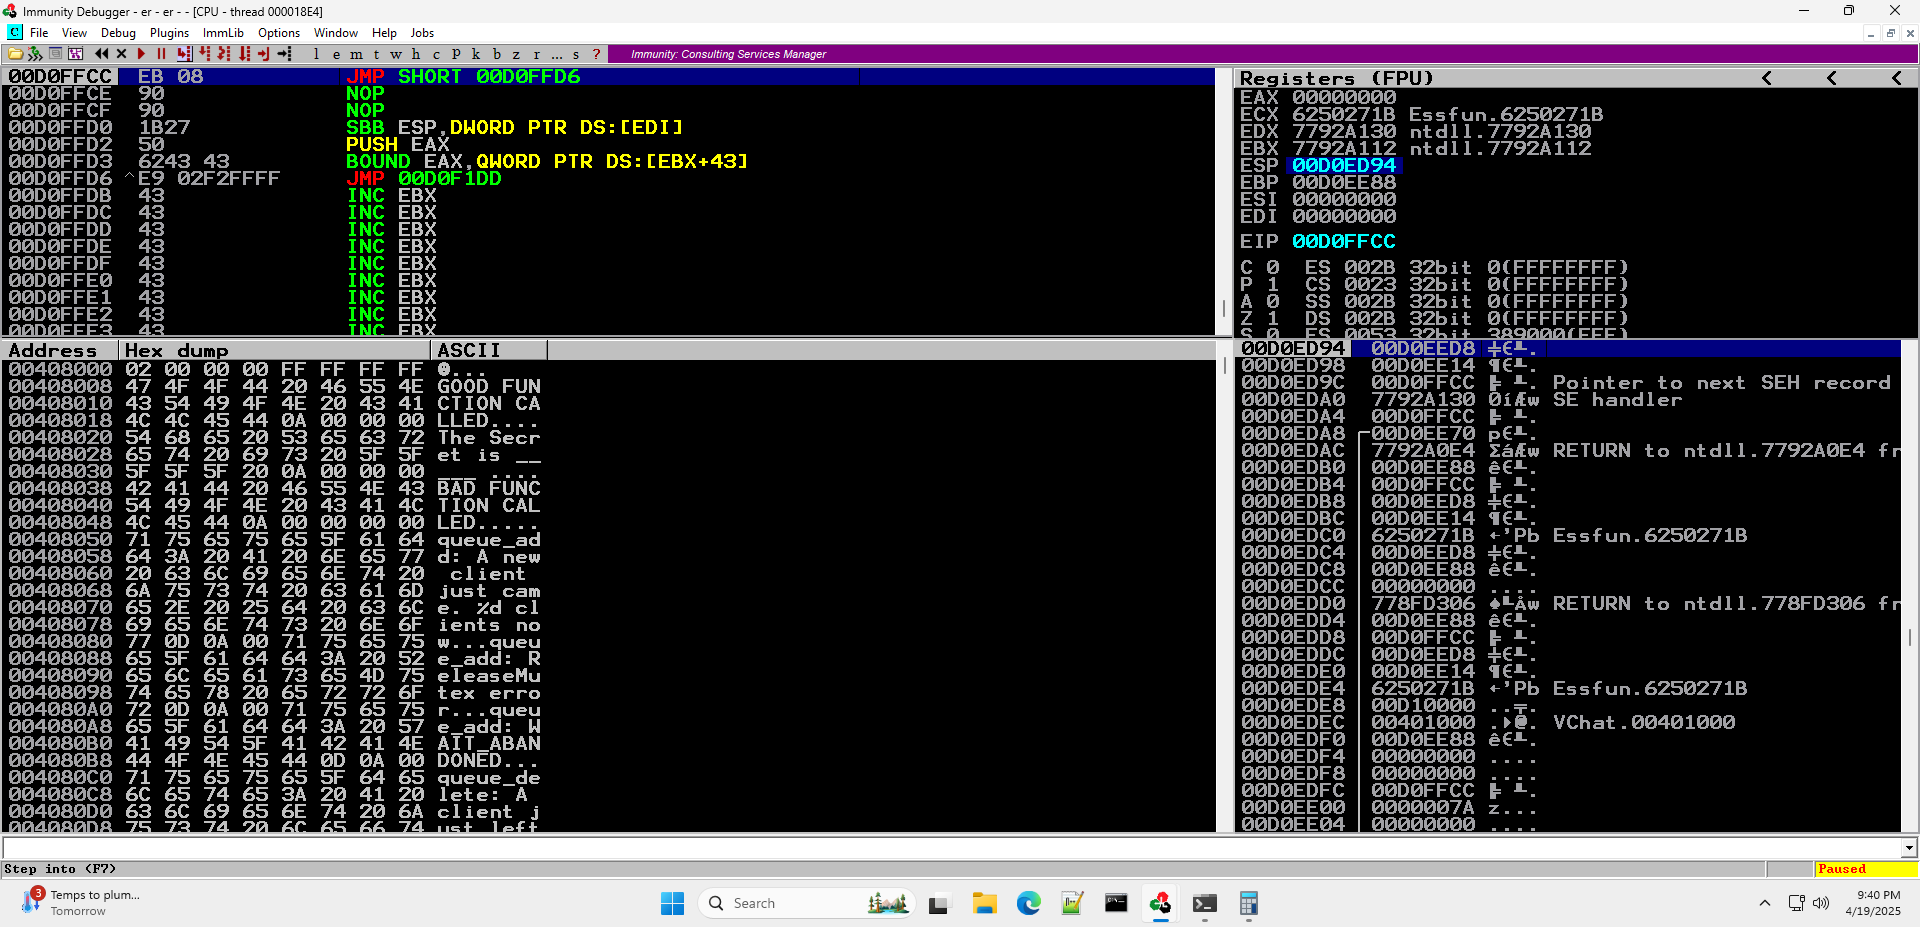 Immunity Debugger - er - er - - [CPU - thread 000018E4]
C File View Debug Plugins ImmLib Options Window Help Jobs
l e m t w h c p k b z r ... s ? Immunity: Consulting Services Manager
00D0FFCC EB 08 JMP SHORT 00D0FFD6
00D0FFCE 90 NOP
00D0FFCF 90 NOP
00D0FFD0 1B27 SBB ESP,DWORD PTR DS:[EDI]
00D0FFD2 50 PUSH EAX
00D0FFD3 6243 43 BOUND EAX,QWORD PTR DS:[EBX+43]
00D0FFD6 ^E9 02F2FFFF JMP 00D0F1DD
00D0FFDB 43 INC EBX
00D0FFDC 43 INC EBX
00D0FFDD 43 INC EBX
00D0FFDE 43 INC EBX
00D0FFDF 43 INC EBX
00D0FFE0 43 INC EBX
00D0FFE1 43 INC EBX
00D0FFE2 43 INC EBX
00D0FFE3 43 INC EBX
Registers (FPU) < < <
EAX 00000000
ECX 6250271B Essfun.6250271B
EDX 7792A130 ntdll.7792A130
EBX 7792A112 ntdll.7792A112
ESP 00D0ED94
EBP 00D0EE88
ESI 00000000
EDI 00000000
EIP 00D0FFCC
C 0 ES 002B 32bit 0(FFFFFFFF)
P 1 CS 0023 32bit 0(FFFFFFFF)
A 0 SS 002B 32bit 0(FFFFFFFF)
Z 1 DS 002B 32bit 0(FFFFFFFF)
S 0 FS 0053 32bit 389000(FFF)
Address Hex dump ASCII
00408000 02 00 00 00 FF FF FF FF ☻...
00408008 47 4F 4F 44 20 46 55 4E GOOD FUN
00408010 43 54 49 4F 4E 20 43 41 CTION CA
00408018 4C 4C 45 44 0A 00 00 00 LLED....
00408020 54 68 65 20 53 65 63 72 The Secr
00408028 65 74 20 69 73 20 5F 5F et is __
00408030 5F 5F 5F 20 0A 00 00 00 ___ ....
00408038 42 41 44 20 46 55 4E 43 BAD FUNC
00408040 54 49 4F 4E 20 43 41 4C TION CAL
00408048 4C 45 44 0A 00 00 00 00 LED.....
00408050 71 75 65 75 65 5F 61 64 queue_ad
00408058 64 3A 20 41 20 6E 65 77 d: A new
00408060 20 63 6C 69 65 6E 74 20 client
00408068 6A 75 73 74 20 63 61 6D just cam
00408070 65 2E 20 25 64 20 63 6C e. %d cl
00408078 69 65 6E 74 73 20 6E 6F ients no
00408080 77 0D 0A 00 71 75 65 75 w...queu
00408088 65 5F 61 64 64 3A 20 52 e_add: R
00408090 65 6C 65 61 73 65 4D 75 eleaseMu
00408098 74 65 78 20 65 72 72 6F tex erro
004080A0 72 0D 0A 00 71 75 65 75 r...queu
004080A8 65 5F 61 64 64 3A 20 57 e_add: W
004080B0 41 49 54 5F 41 42 41 4E AIT_ABAN
004080B8 44 4F 4E 45 44 0D 0A 00 DONED...
004080C0 71 75 65 75 65 5F 64 65 queue_de
004080C8 6C 65 74 65 3A 20 41 20 lete: A
004080D0 63 6C 69 65 6E 74 20 6A client j
004080D8 75 73 74 20 6C 65 66 74 ust left
00D0ED94 00D0EED8 ╪∈╨.
00D0ED98 00D0EE14 ¶∈╨.
00D0ED9C 00D0FFCC ╠ ╨. Pointer to next SEH record
00D0EDA0 7792A130 0íÆw SE handler
00D0EDA4 00D0FFCC ╠ ╨.
00D0EDA8 00D0EE70 p∈╨.
00D0EDAC 7792A0E4 ΣáÆw RETURN to ntdll.7792A0E4 fr
00D0EDB0 00D0EE88 ê∈╨.
00D0EDB4 00D0FFCC ╠ ╨.
00D0EDB8 00D0EED8 ╪∈╨.
00D0EDBC 00D0EE14 ¶∈╨.
00D0EDC0 6250271B ←'Pb Essfun.6250271B
00D0EDC4 00D0EED8 ╪∈╨.
00D0EDC8 00D0EE88 ê∈╨.
00D0EDCC 00000000 ....
00D0EDD0 778FD306 ♠╙Åw RETURN to ntdll.778FD306 fr
00D0EDD4 00D0EE88 ê∈╨.
00D0EDD8 00D0FFCC ╠ ╨.
00D0EDDC 00D0EED8 ╪∈╨.
00D0EDE0 00D0EE14 ¶∈╨.
00D0EDE4 6250271B ←'Pb Essfun.6250271B
00D0EDE8 00D10000 ..╤.
00D0EDEC 00401000 .►@. VChat.00401000
00D0EDF0 00D0EE88 ê∈╨.
00D0EDF4 00000000 ....
00D0EDF8 00000000 ....
00D0EDFC 00D0FFCC ╠ ╨.
00D0EE00 0000007A z...
00D0EE04 00000000 ....
Step into (F7) Paused
3 Temps to plum...
Tomorrow
Search
9:40 PM
4/19/2025